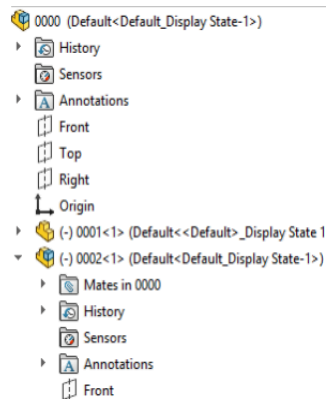 0000 (Default<Default_Display State-1>)
History
Sensors
Annotations
Front
Top
Right
Origin
(-) 0001<1> (Default<<Default>_Display State 1
(-) 0002<1> (Default<Default_Display State-1>)
Mates in 0000
History
Sensors
Annotations
Front